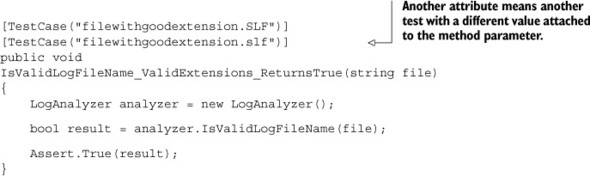 Another attribute means another
test with a different value attached
to the method parameter.
[TestCase("filewithgoodextension.SLF")]
[TestCase("filewithgoodextension.slf")]
public void
IsValidLogFileName_ValidExtensions_ReturnsTrue(string file)
{
    LogAnalyzer analyzer = new LogAnalyzer();
    bool result = analyzer.IsValidLogFileName(file);
    Assert.True(result);
}